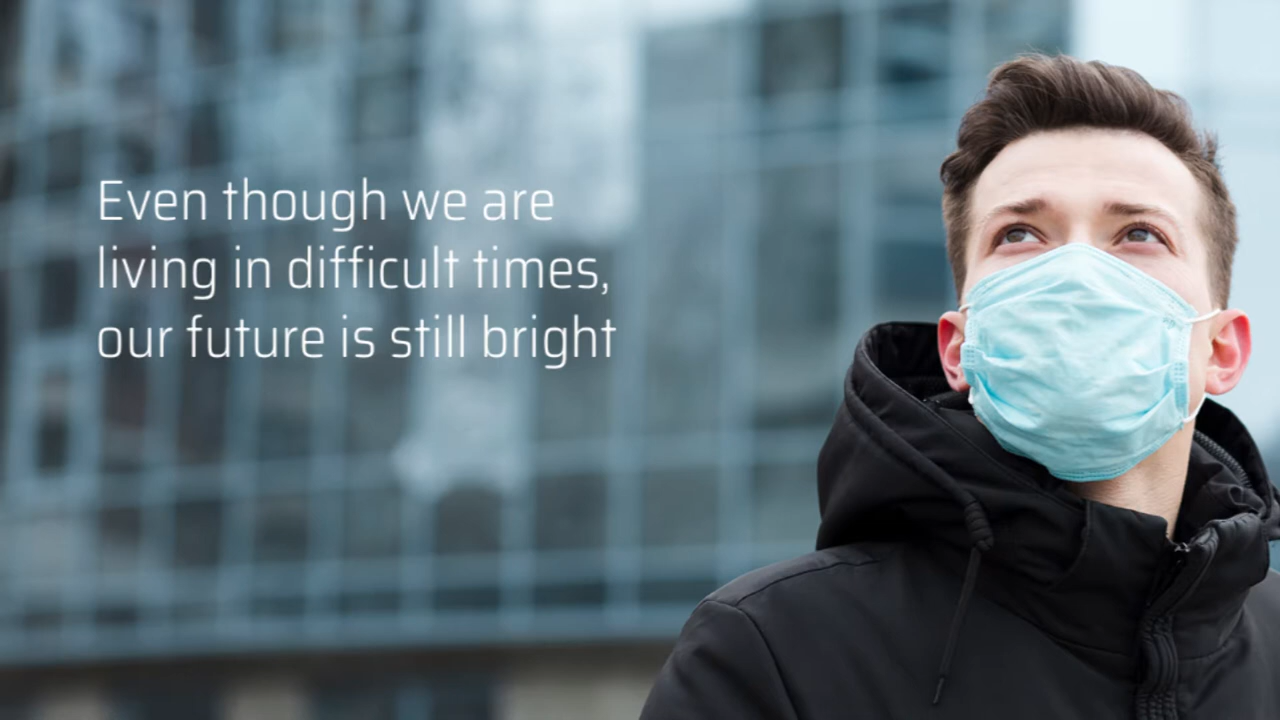 Even though we are
living in difficult times,
our future is still bright